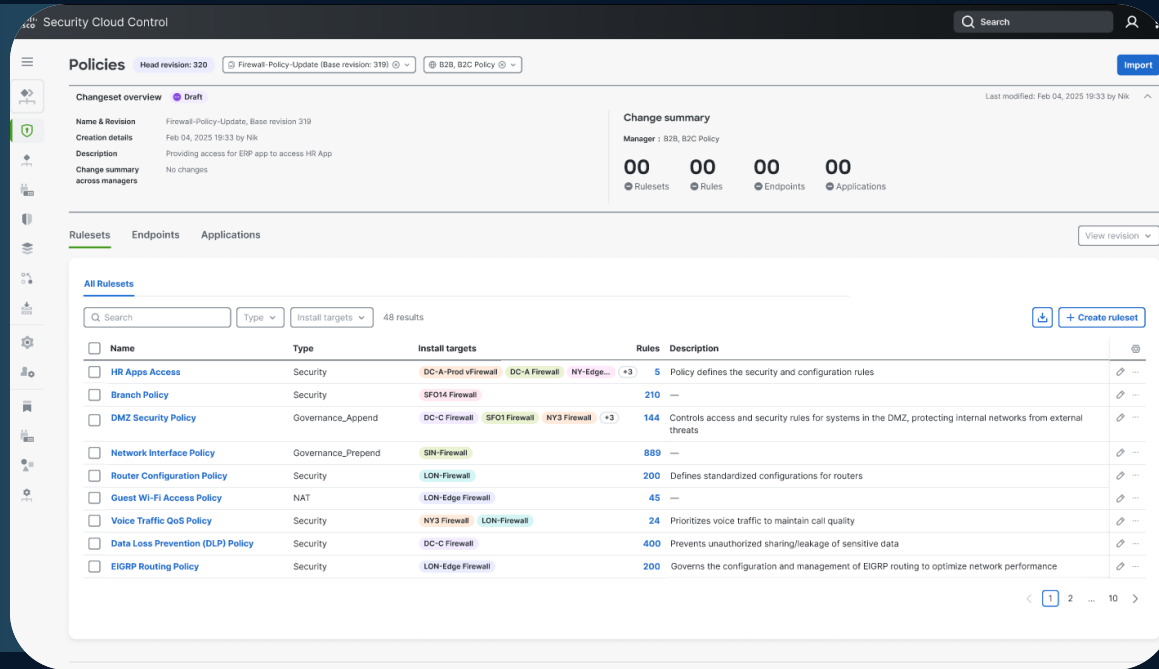 Security Cloud Control
Search
Policies
Head revision: 320
Firewall-Policy-Update (Base revision: 319)
B2B, B2C Policy
Import
Changeset overview
Draft
Last modified: Feb 04, 2025 19:33 by Nik
Name & Revision
Firewall-Policy-Update, Base revision 319
Creation details
Feb 04, 2025 19:33 by Nik
Description
Providing access for ERP app to access HR App
Change summary
across managers
No changes
Change summary
Manager : B2B, B2C Policy
00 00 00 00
Rulesets Rules Endpoints Applications
Rulesets Endpoints Applications
View revision
All Rulesets
Search
Type
Install targets
48 results
+ Create ruleset
Name Type Install targets Rules Description
HR Apps Access Security DC-A-Prod vFirewall DC-A Firewall NY-Edge... +3 5 Policy defines the security and configuration rules
Branch Policy Security SFO14 Firewall 210 —
DMZ Security Policy Governance_Append DC-C Firewall SFO1 Firewall NY3 Firewall +3 144 Controls access and security rules for systems in the DMZ, protecting internal networks from external
threats
Network Interface Policy Governance_Prepend SIN-Firewall 889 —
Router Configuration Policy Security LON-Firewall 200 Defines standardized configurations for routers
Guest Wi-Fi Access Policy NAT LON-Edge Firewall 45 —
Voice Traffic QoS Policy Security NY3 Firewall LON-Firewall 24 Prioritizes voice traffic to maintain call quality
Data Loss Prevention (DLP) Policy Security DC-C Firewall 400 Prevents unauthorized sharing/leakage of sensitive data
EIGRP Routing Policy Security LON-Edge Firewall 200 Governs the configuration and management of EIGRP routing to optimize network performance
1 2 ... 10